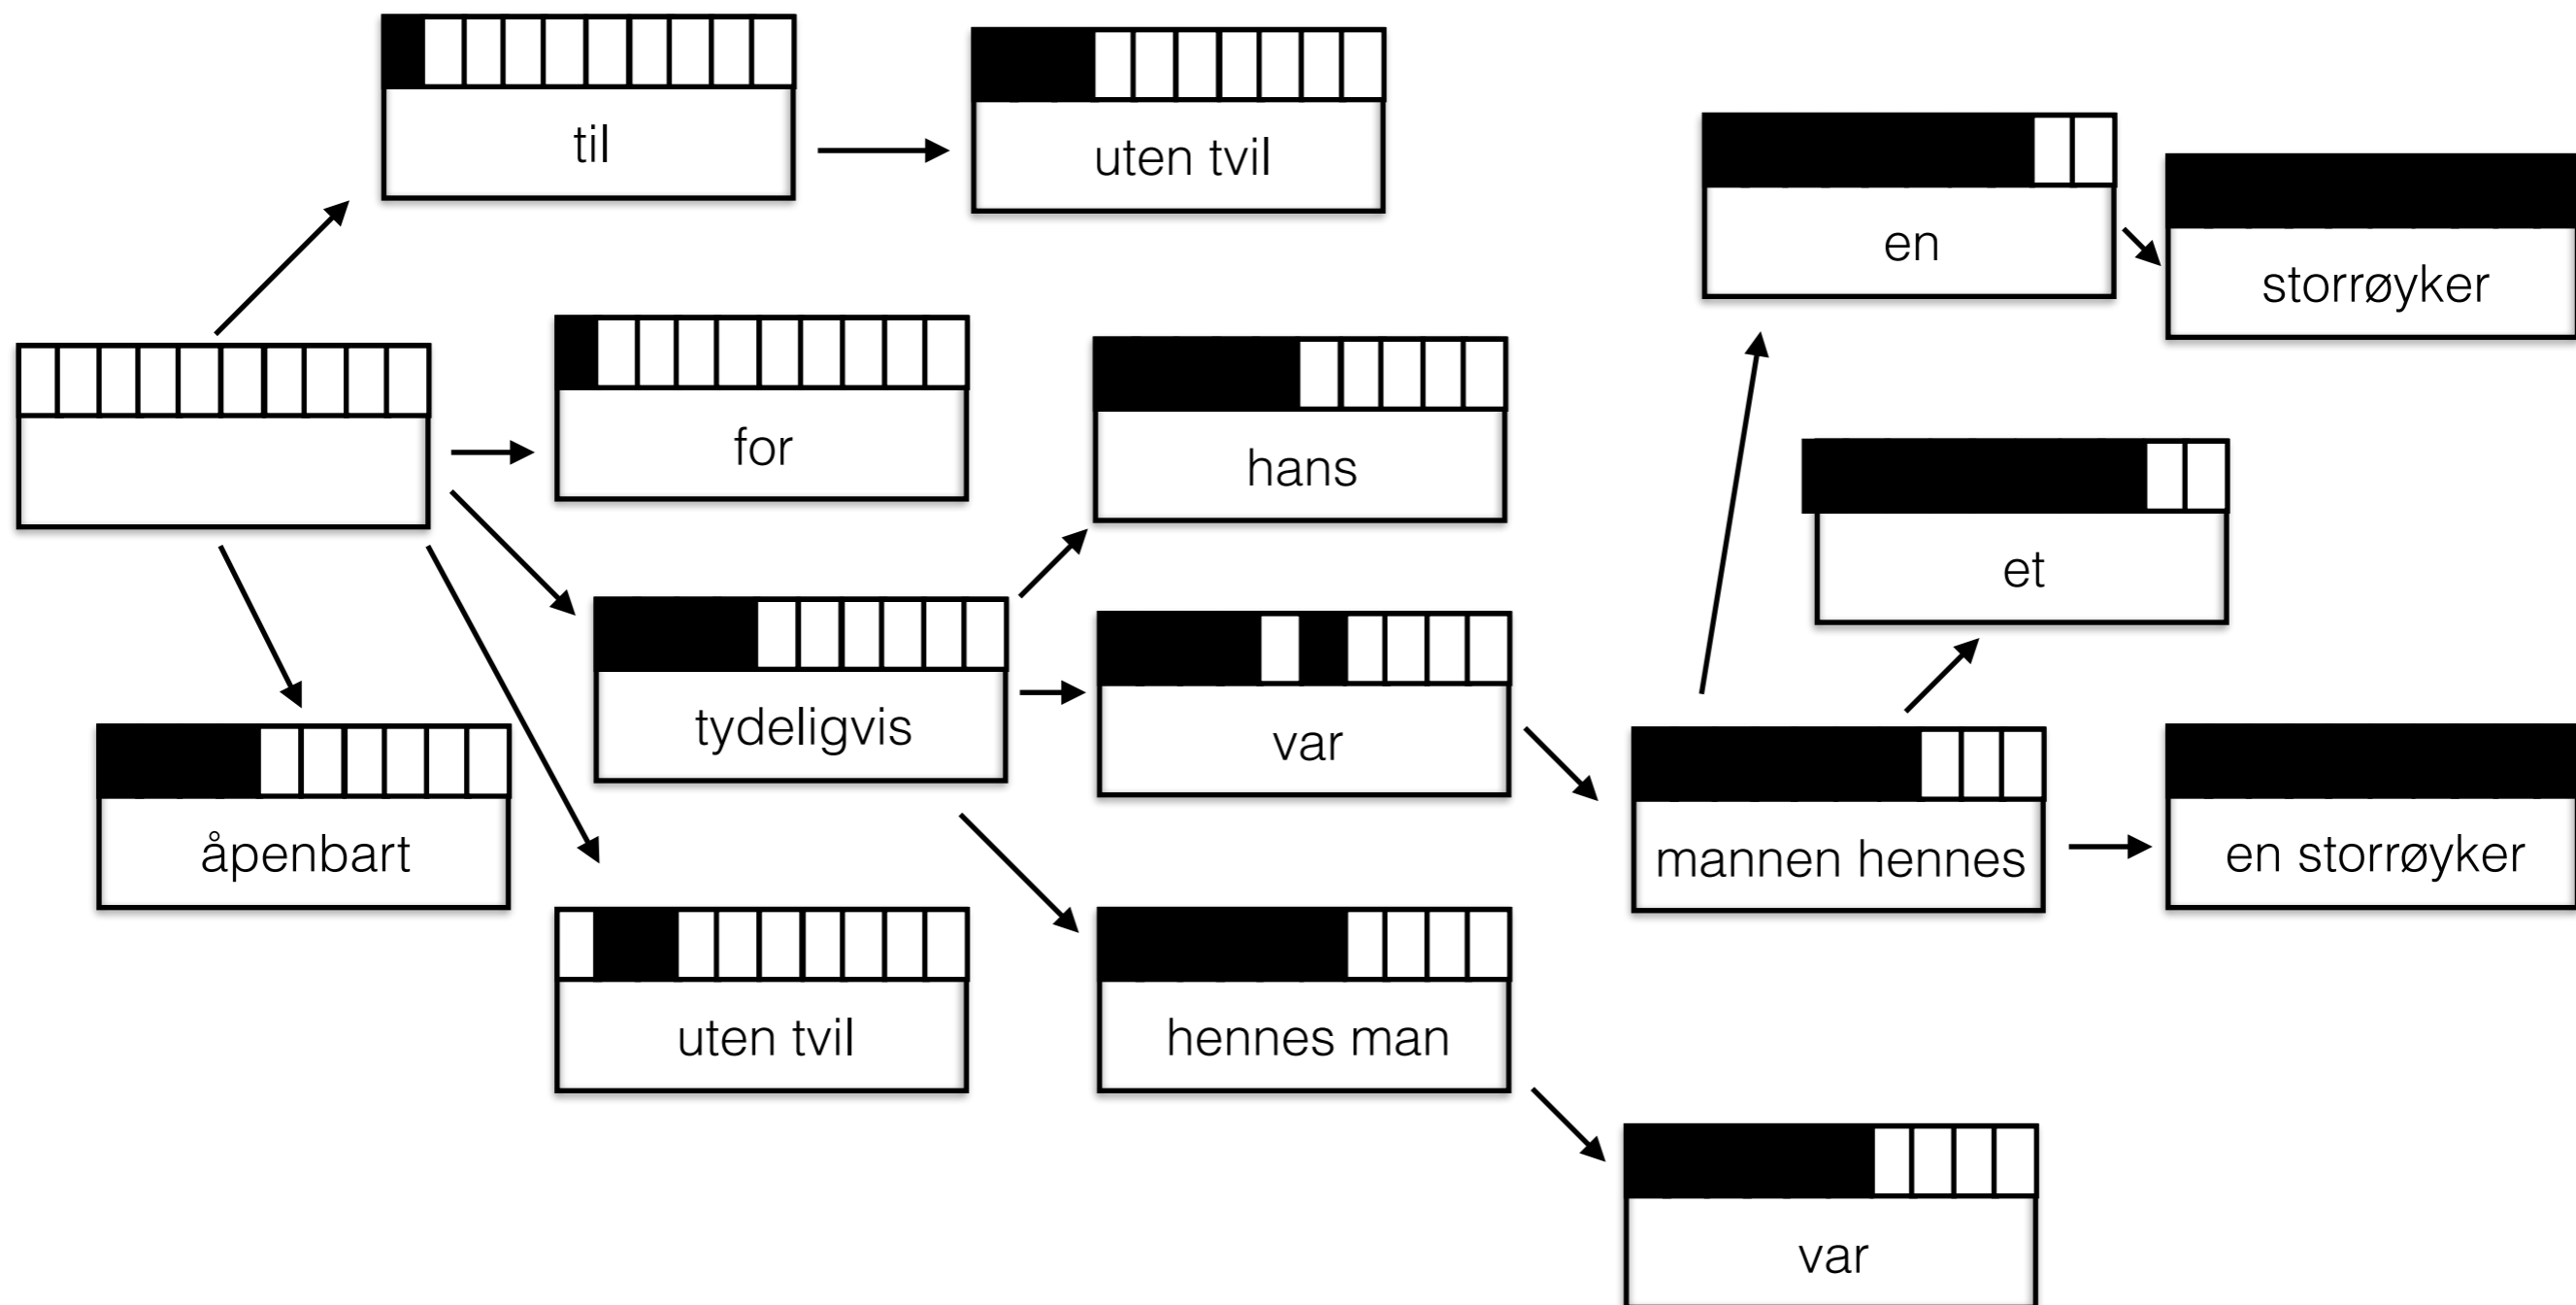 til
uten tvil
en
storrøyker
for
hans
et
tydeligvis
var
åpenbart
mannen hennes
en storrøyker
uten tvil
hennes man
var